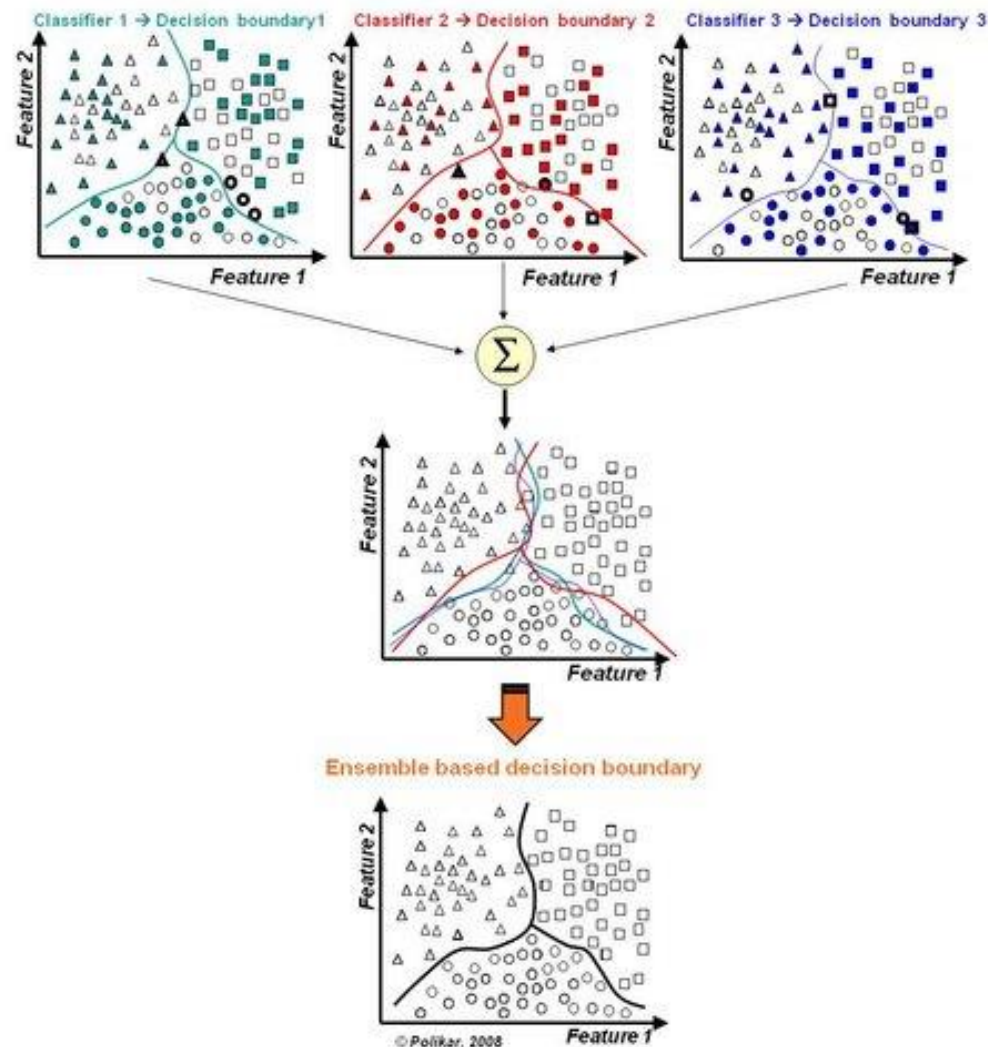 Classifier 1 → Decision boundary1
Classifier 2 → Decision boundary 2
Classifier 3 → Decision boundary 3
Feature 2
Feature 2
Feature 2
Feature 1
Feature 1
Feature 1
Σ
Feature 2
Feature 1
Ensemble based decision boundary
Feature 2
Feature 1
© Polikar, 2008